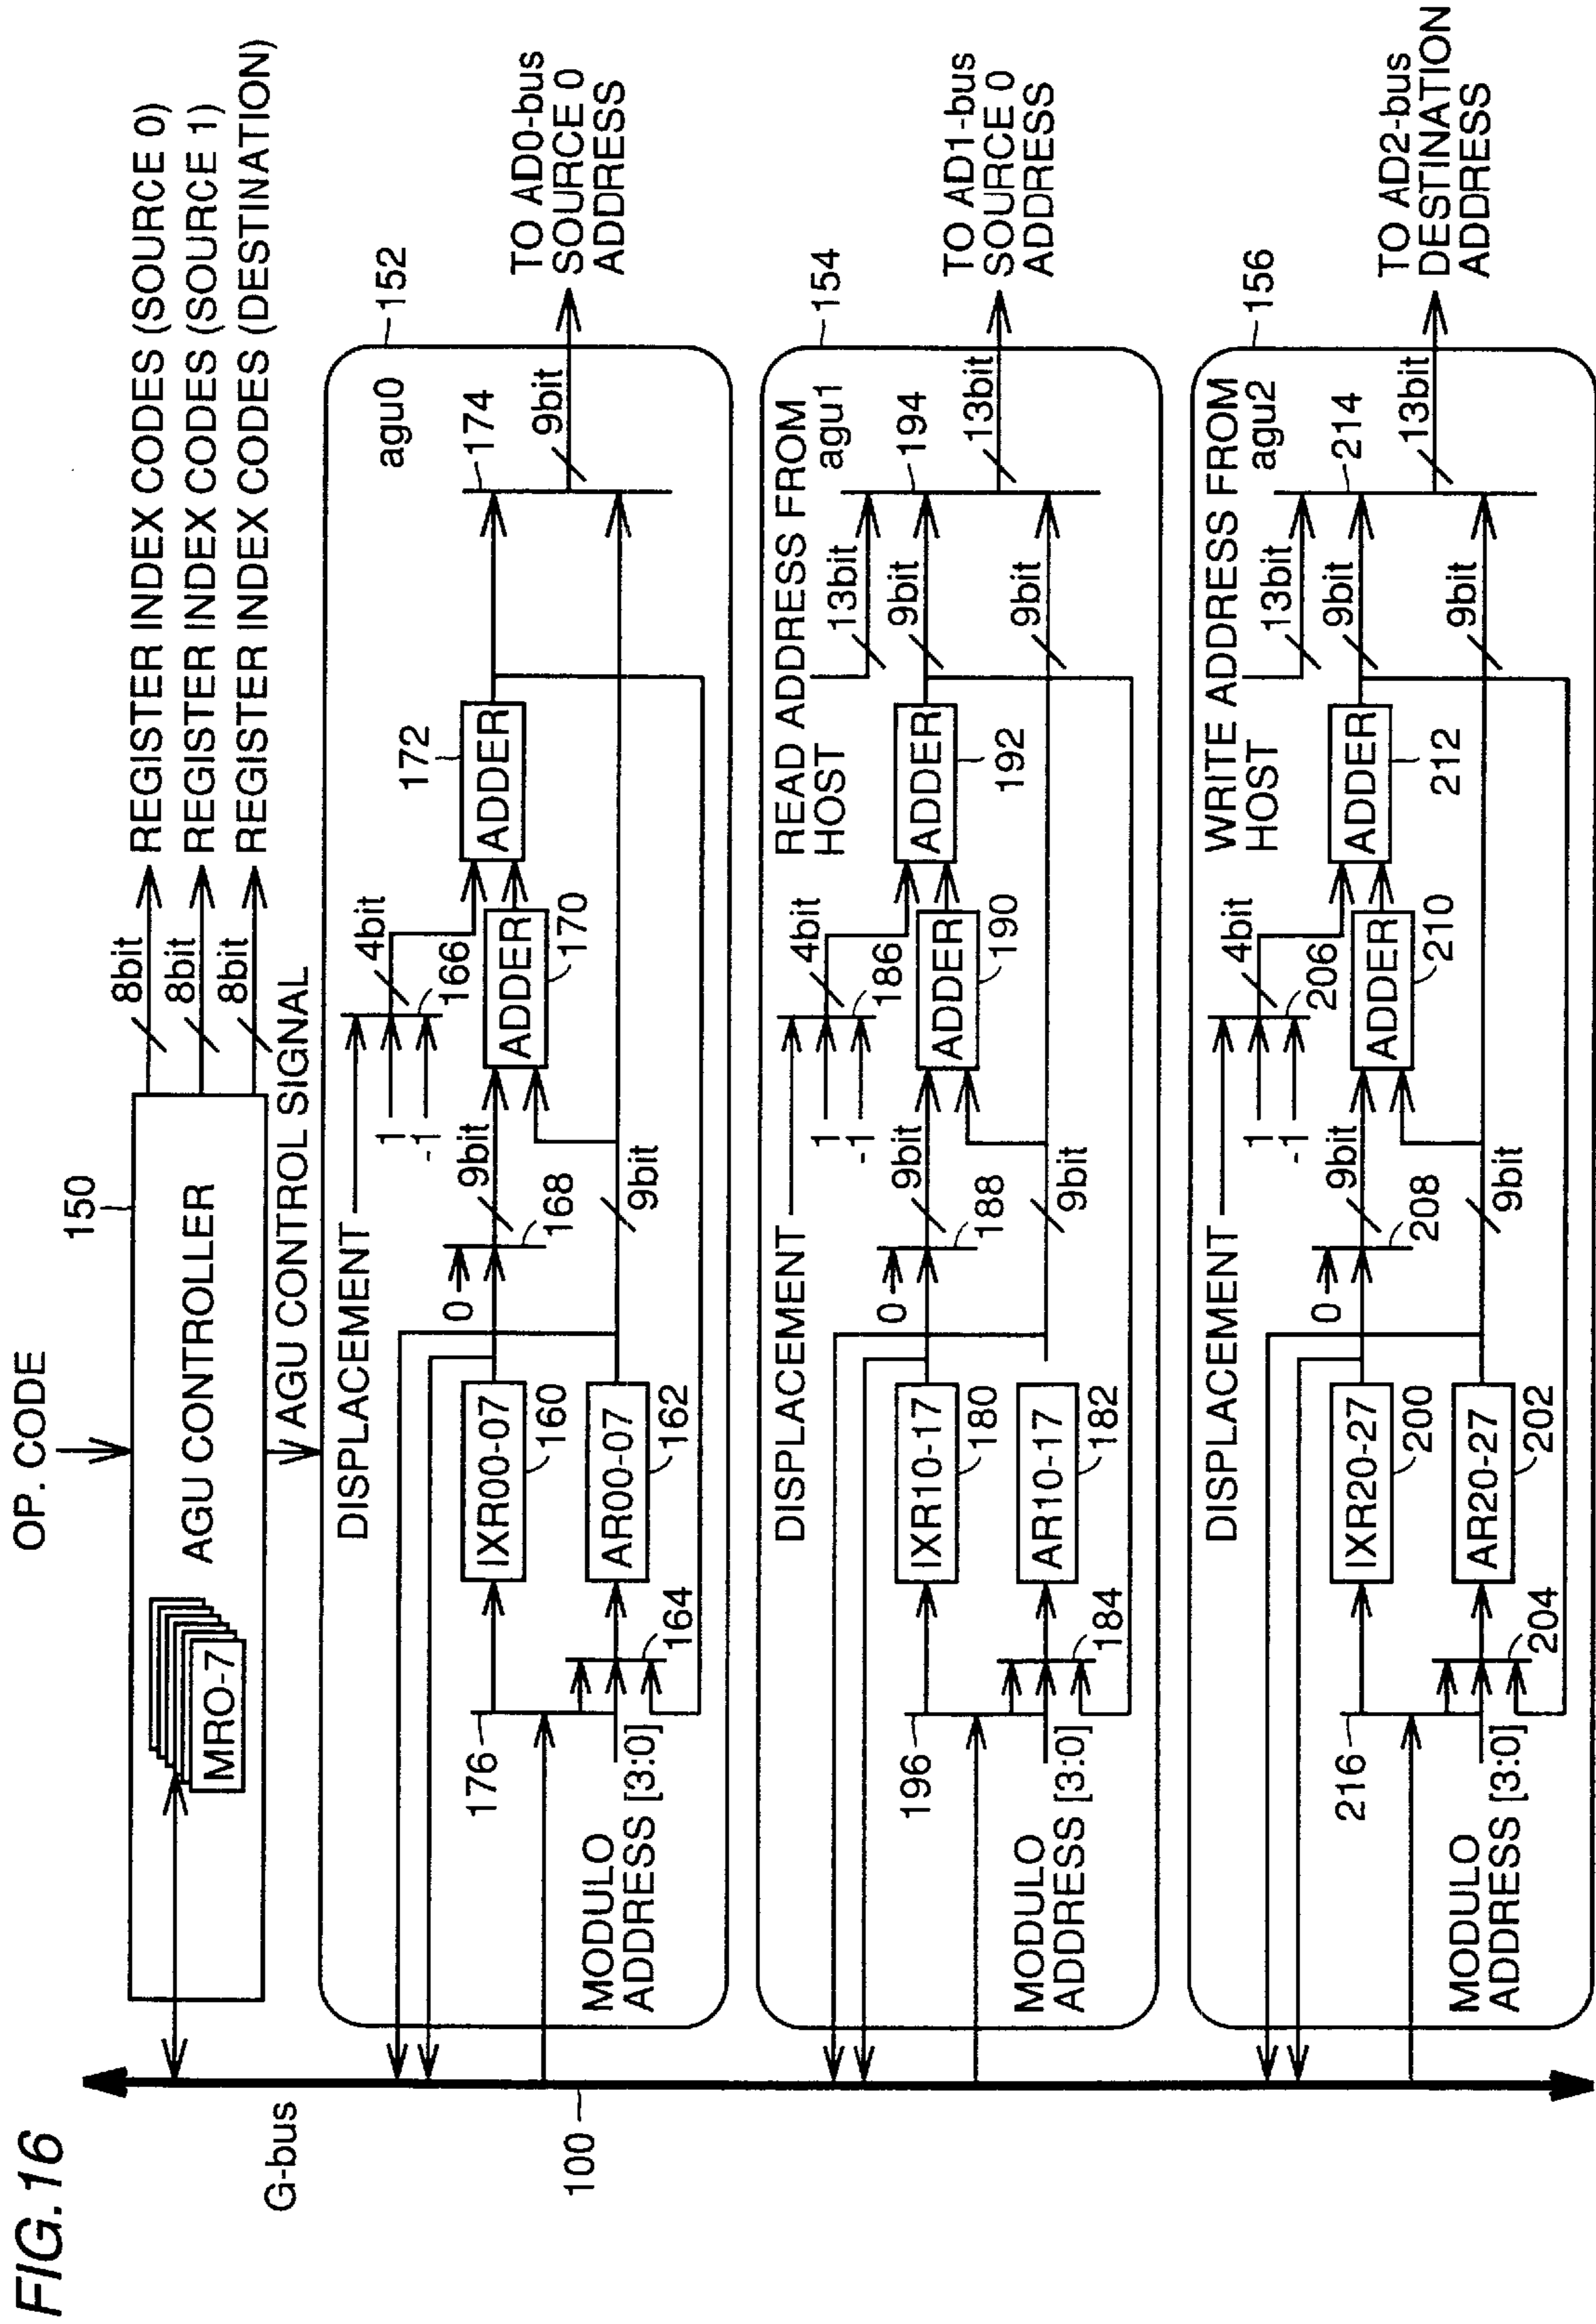 FIG.16
OP. CODE
150
AGU CONTROLLER
MRO-7
8bit
8bit
8bit
REGISTER INDEX CODES (SOURCE 0)
REGISTER INDEX CODES (SOURCE 1)
REGISTER INDEX CODES (DESTINATION)
G-bus
100
AGU CONTROL SIGNAL
152
agu0
DISPLACEMENT
1
-1
4bit
166
0
9bit
168
IXR00-07
160
AR00-07
162
164
176
MODULO
ADDRESS [3:0]
9bit
ADDER
170
172
ADDER
174
9bit
TO AD0-bus
SOURCE 0
ADDRESS
154
READ ADDRESS FROM
HOST
agu1
DISPLACEMENT
1
-1
4bit
186
0
9bit
188
IXR10-17
180
AR10-17
182
184
196
MODULO
ADDRESS [3:0]
9bit
ADDER
190
ADDER
192
13bit
9bit
9bit
194
13bit
TO AD1-bus
SOURCE 0
ADDRESS
156
WRITE ADDRESS FROM
HOST
agu2
DISPLACEMENT
1
-1
4bit
206
0
9bit
208
IXR20-27
200
AR20-27
202
204
216
MODULO
ADDRESS [3:0]
9bit
ADDER
210
ADDER
212
13bit
9bit
9bit
214
13bit
TO AD2-bus
DESTINATION
ADDRESS